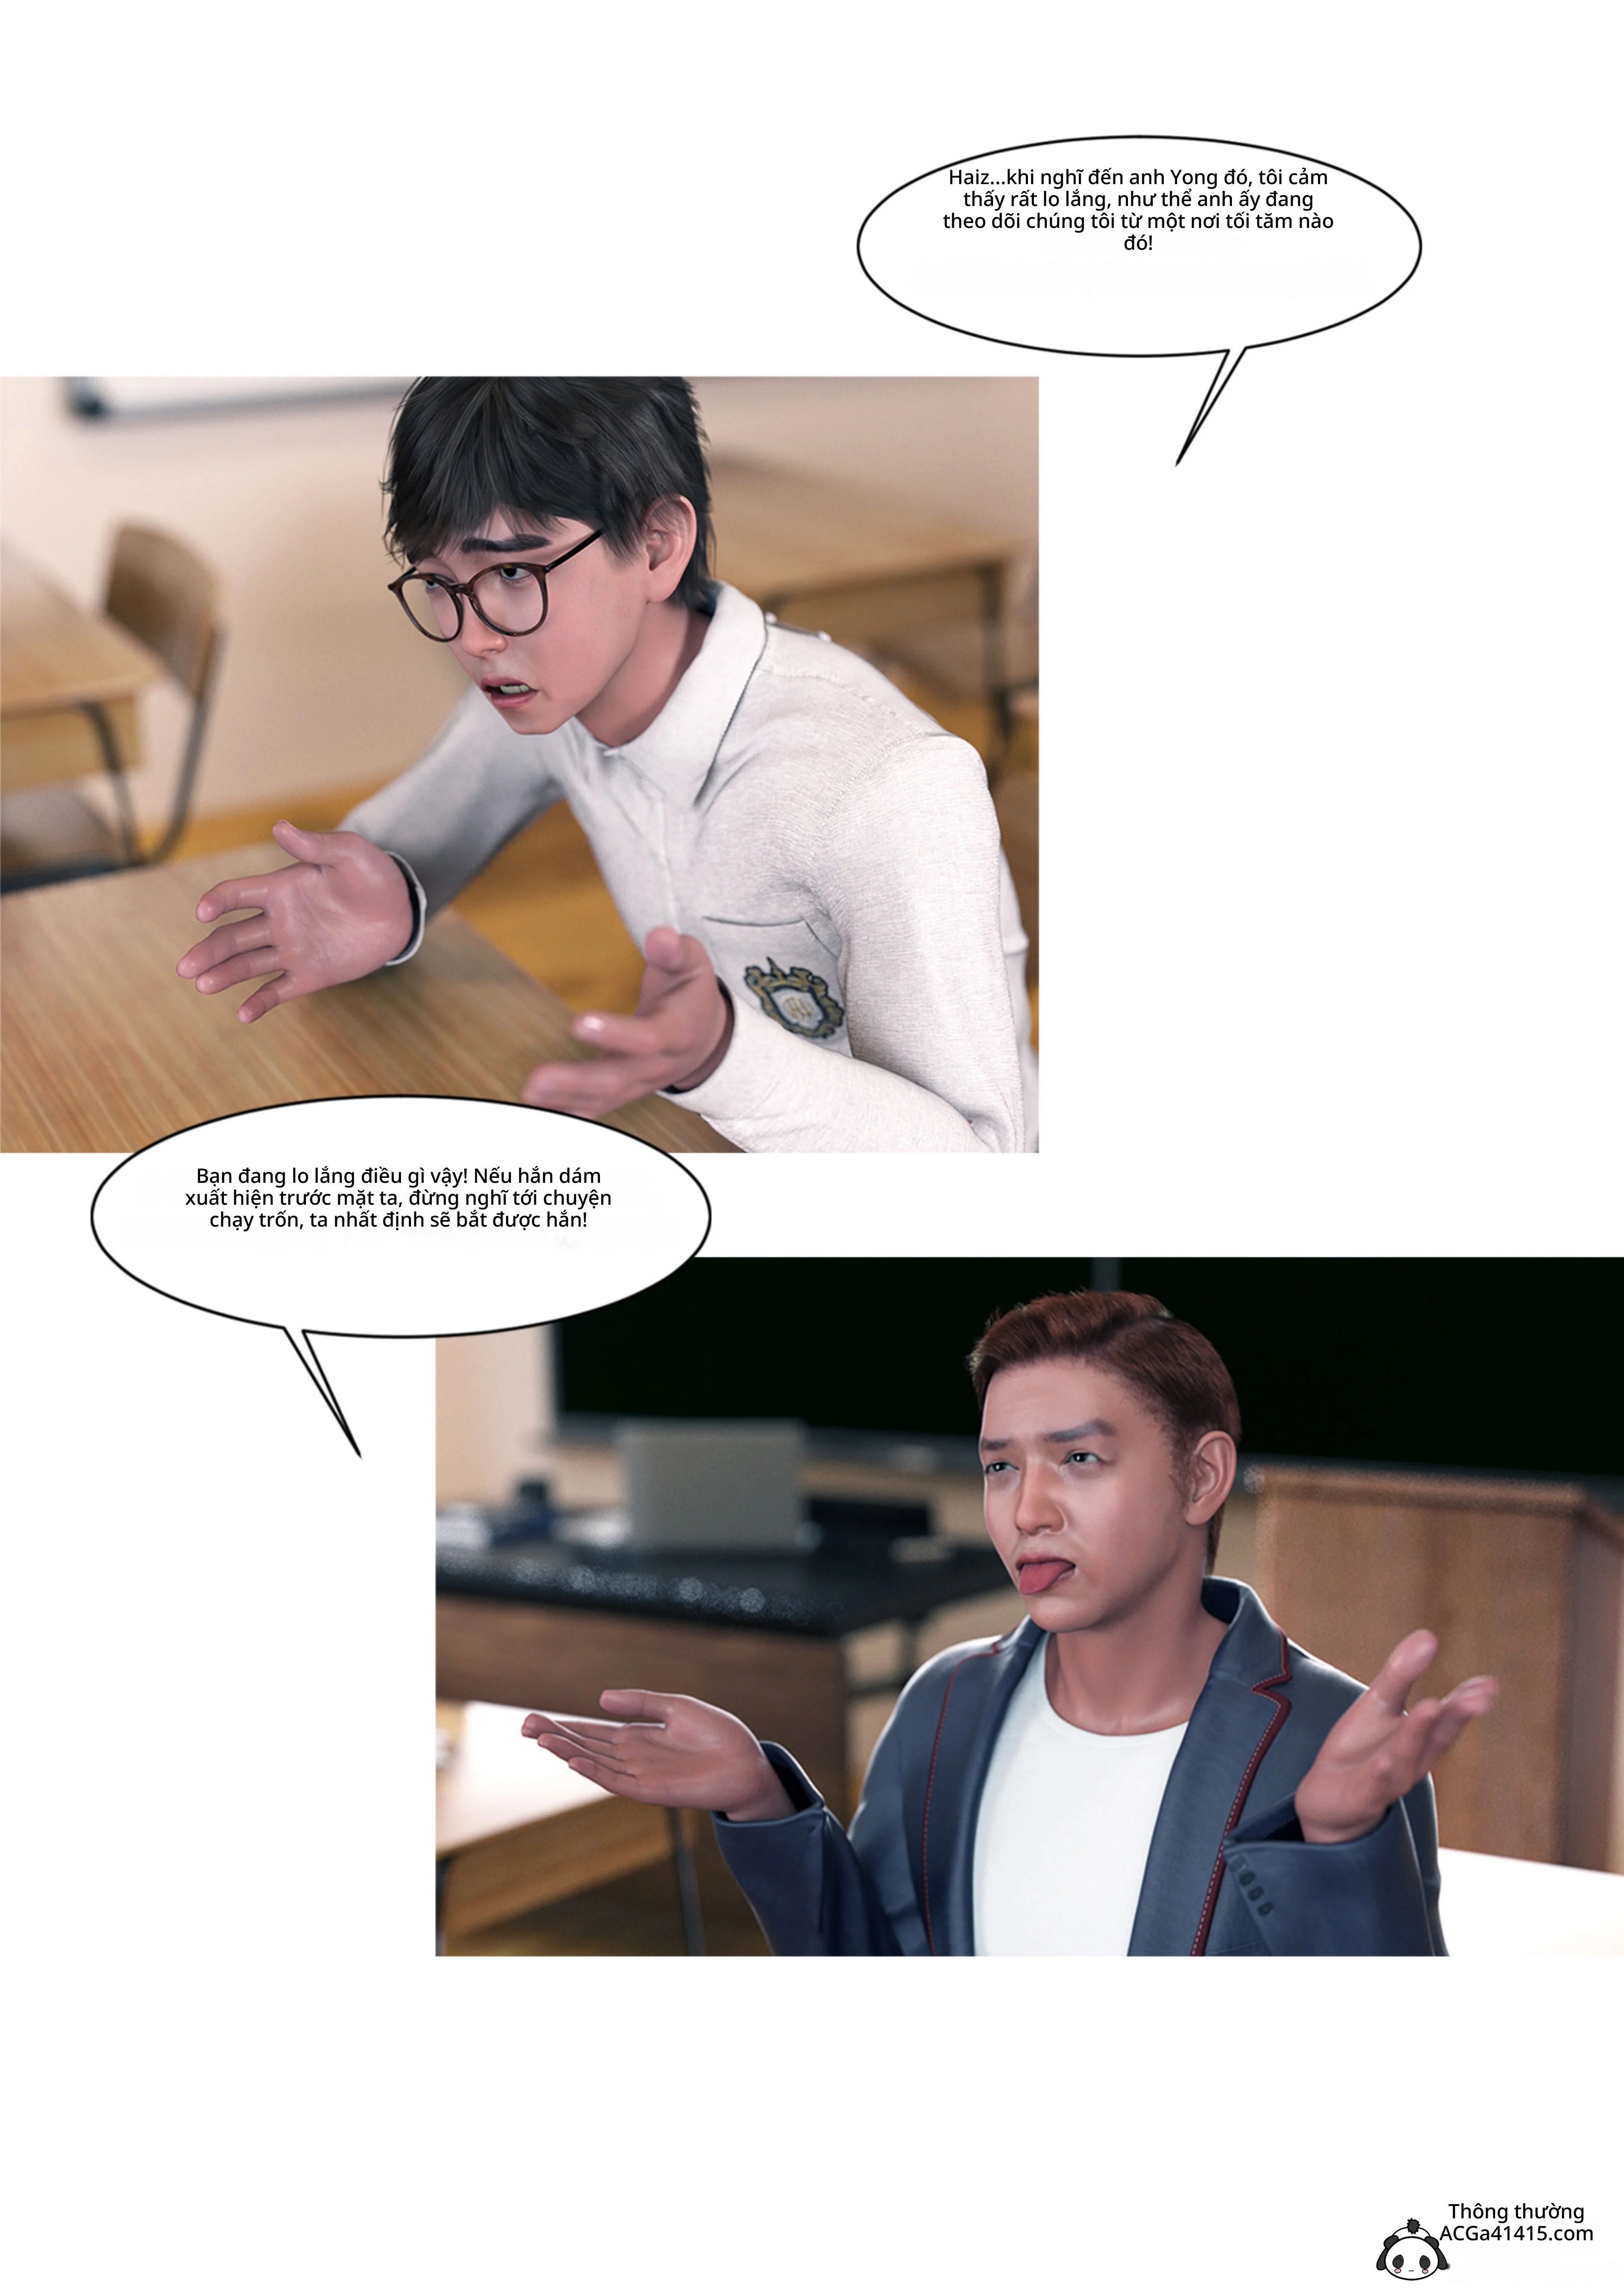 Haiz...khi nghĩ đến anh Yong đó, tôi cảm
thấy rất lo lắng, như thể anh ấy đang
theo dõi chúng tôi từ một nơi tối tăm nào
đó!
Bạn đang lo lắng điều gì vậy! Nếu hắn dám
xuất hiện trước mặt ta, đừng nghĩ tới chuyện
chạy trốn, ta nhất định sẽ bắt được hắn!
Thông thường
ACGa41415.com